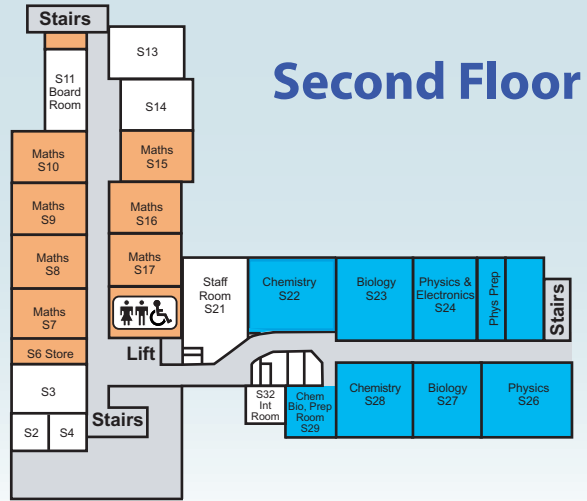 Stairs
Second Floor
S13
S11
Board
Room
S14
Maths
S10
Maths
S15
Maths
S9
Maths
S16
Maths
S8
Maths
S17
Staff
Room
S21
Chemistry
S22
Biology
S23
Physics &
Electronics
S24
Phys Prep
Stairs
Maths
S7
S6 Store
Lift
S3
S2
S4
Stairs
S32
Int
Room
Chem
Bio, Prep
Room
S29
Chemistry
S28
Biology
S27
Physics
S26